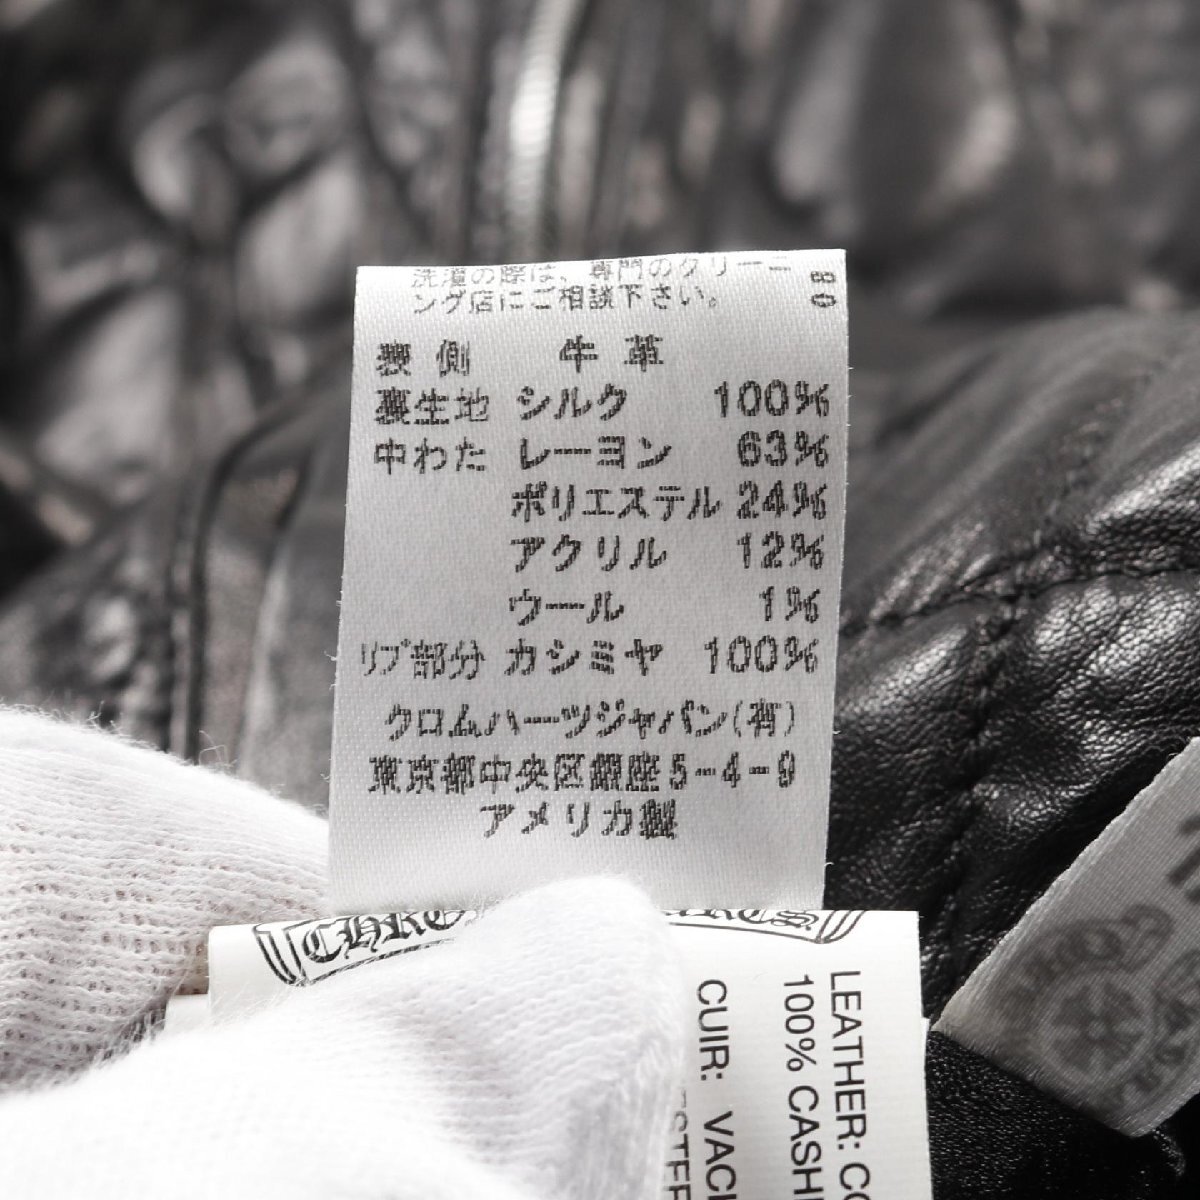 洗濯の際は、専門のクリーニ
ング店にご相談下さい。
08
表 側 牛 革
裏生地 シルク 100%
中わた レーヨン 63%
ポリエステル 24%
アクリル 12%
ウール 1%
リブ部分 カシミヤ 100%
クロムハーツジャパン(有)
東京都中央区銀座5-4-9
アメリカ製
LEATHER:
100%
CUIR: